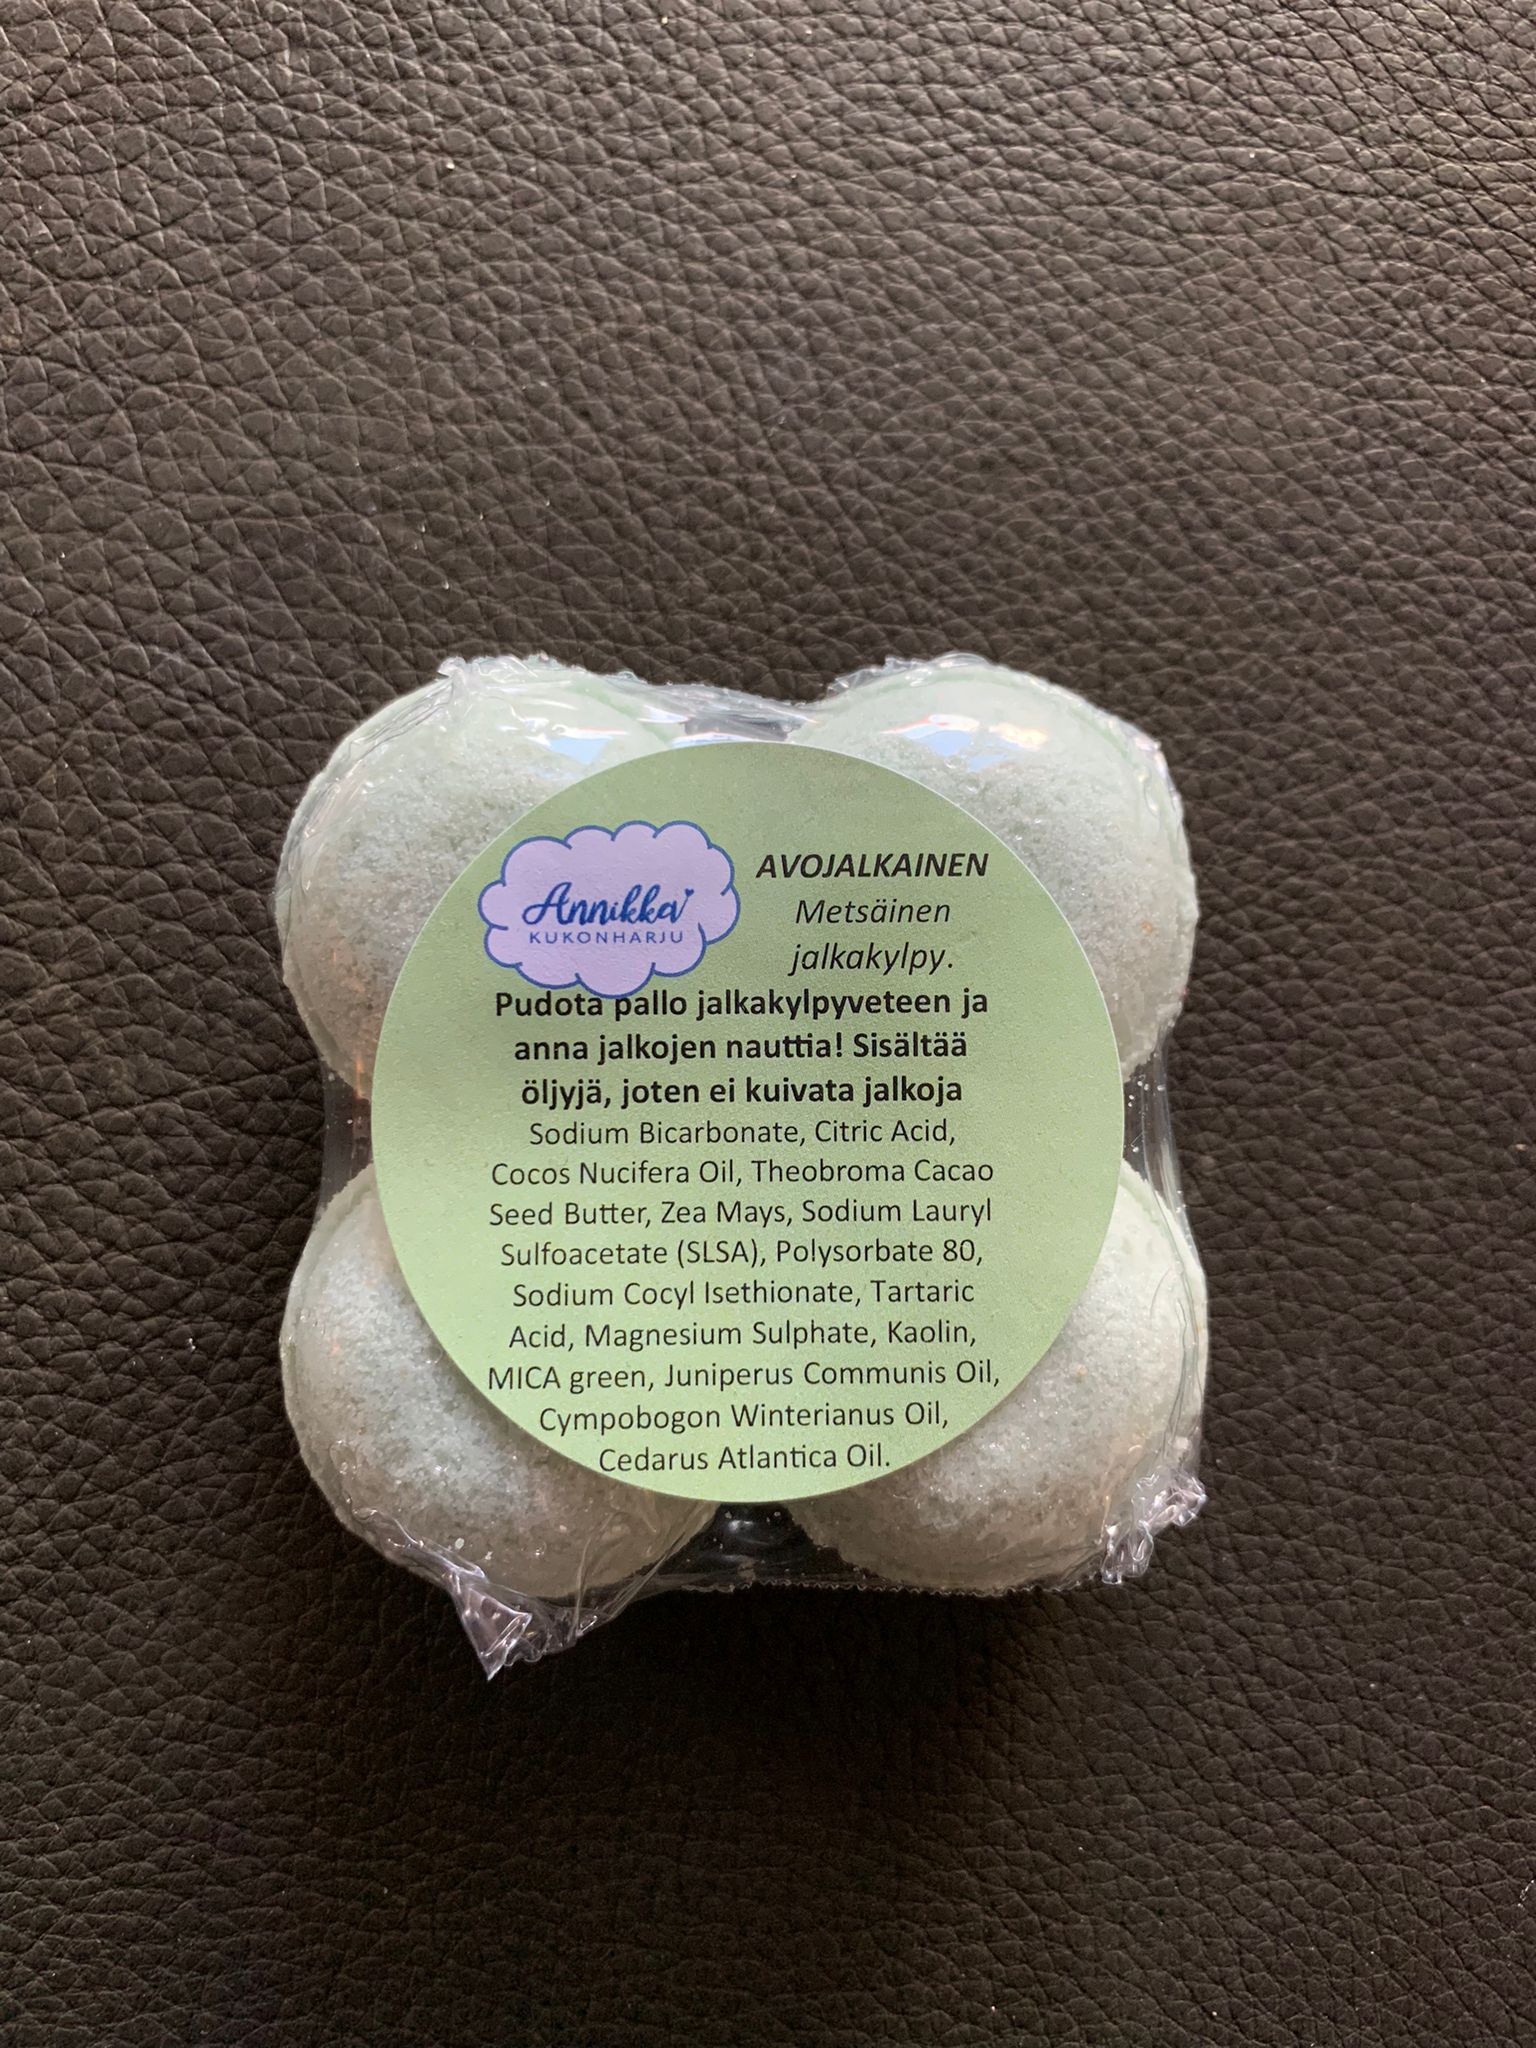 Annikka
KUKONHARJU
AVOJALKAINEN
Metsäinen
jalkakylpy.
Pudota pallo jalkakylpyveteen ja
anna jalkojen nauttia! Sisältää
öljyjä, joten ei kuivata jalkoja
Sodium Bicarbonate, Citric Acid,
Cocos Nucifera Oil, Theobroma Cacao
Seed Butter, Zea Mays, Sodium Lauryl
Sulfoacetate (SLSA), Polysorbate 80,
Sodium Cocyl Isethionate, Tartaric
Acid, Magnesium Sulphate, Kaolin,
MICA green, Juniperus Communis Oil,
Cympobogon Winterianus Oil,
Cedarus Atlantica Oil.